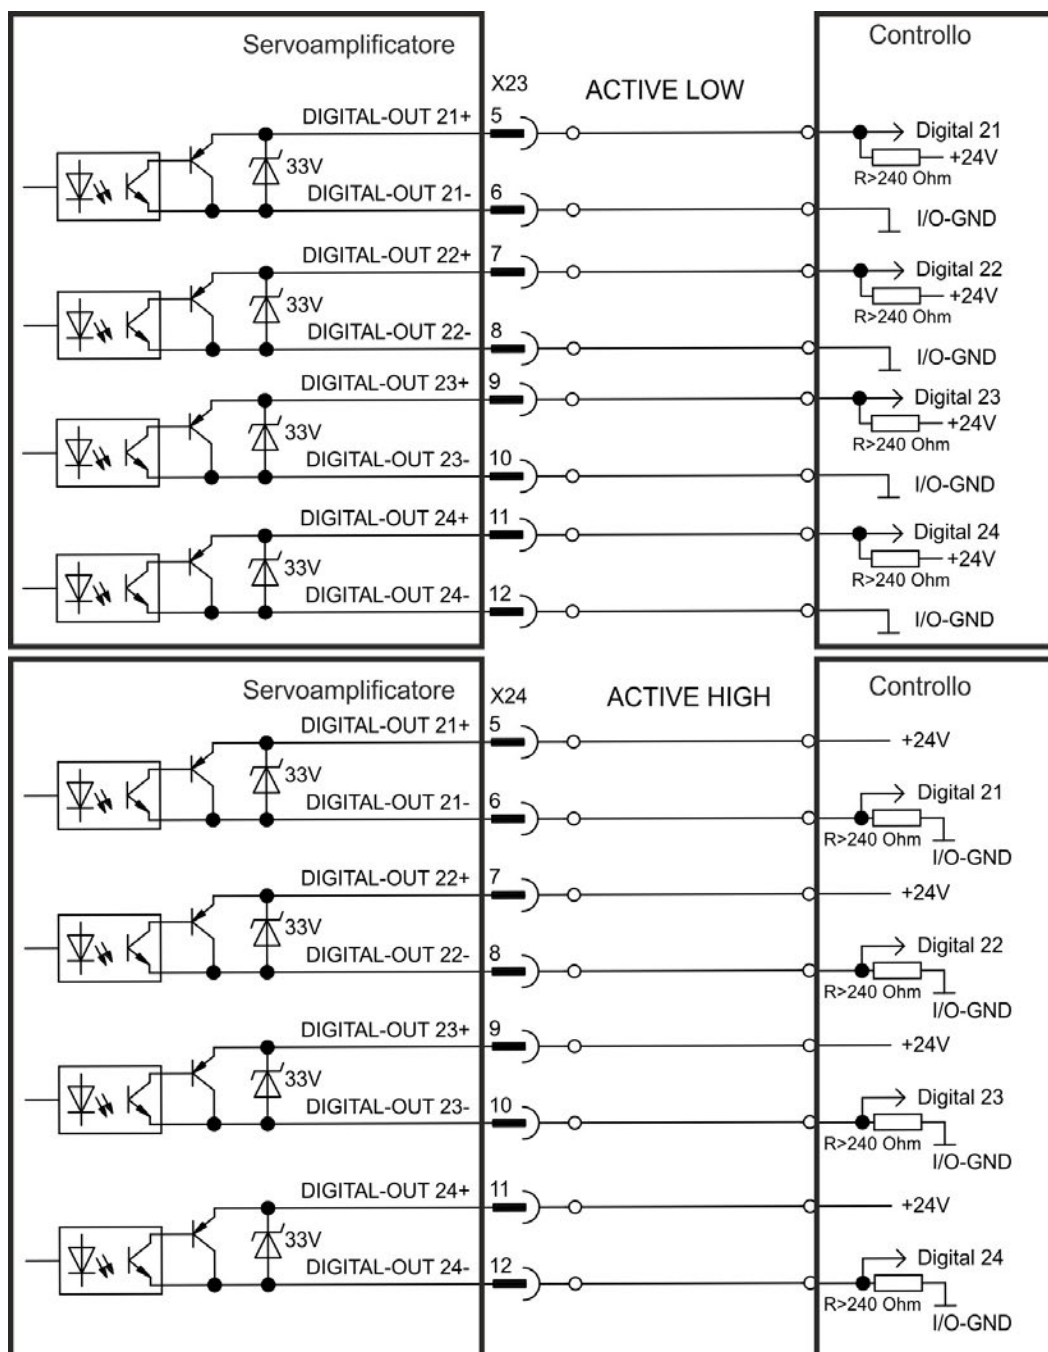 Servoamplificatore
Controllo
X23
ACTIVE LOW
DIGITAL-OUT 21+
5
Digital 21
33V
+24V
R>240 Ohm
DIGITAL-OUT 21-
6
I/O-GND
DIGITAL-OUT 22+
7
Digital 22
33V
+24V
R>240 Ohm
DIGITAL-OUT 22-
8
I/O-GND
DIGITAL-OUT 23+
9
Digital 23
33V
+24V
R>240 Ohm
DIGITAL-OUT 23-
10
I/O-GND
DIGITAL-OUT 24+
11
Digital 24
33V
+24V
R>240 Ohm
DIGITAL-OUT 24-
12
I/O-GND
Servoamplificatore
Controllo
X24
ACTIVE HIGH
DIGITAL-OUT 21+
5
+24V
33V
DIGITAL-OUT 21-
6
Digital 21
R>240 Ohm
I/O-GND
DIGITAL-OUT 22+
7
+24V
33V
DIGITAL-OUT 22-
8
Digital 22
R>240 Ohm
I/O-GND
DIGITAL-OUT 23+
9
+24V
33V
DIGITAL-OUT 23-
10
Digital 23
R>240 Ohm
I/O-GND
DIGITAL-OUT 24+
11
+24V
33V
DIGITAL-OUT 24-
12
Digital 24
R>240 Ohm
I/O-GND